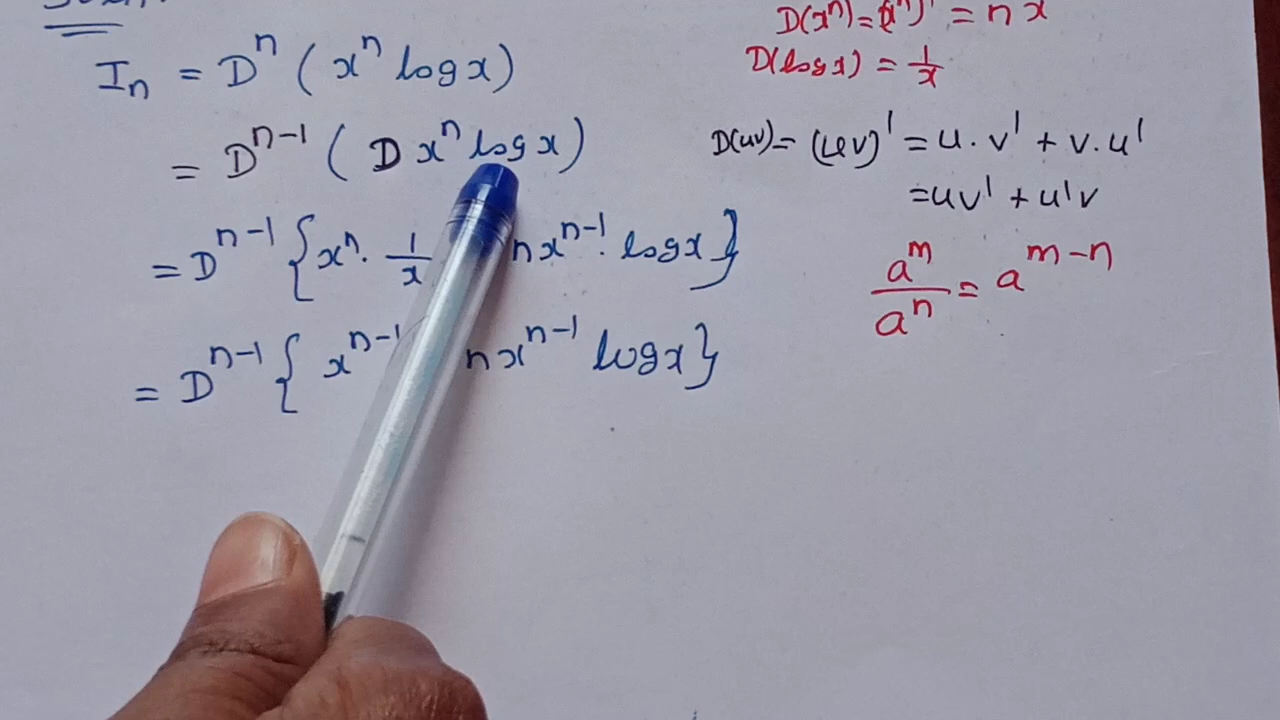 Iₙ = Dⁿ ( xⁿ log x )
= Dⁿ⁻¹ ( D xⁿ log x )
= Dⁿ⁻¹ { xⁿ · 1/x nxⁿ⁻¹ · log x }
= Dⁿ⁻¹ { xⁿ⁻¹ nxⁿ⁻¹ log x }
D(xⁿ) = (xⁿ)' = n x
D(log x) = 1/x
D(uv) = (uv)' = u · v' + v · u'
= uv' + u'v
aᵐ/aⁿ = aᵐ⁻ⁿ